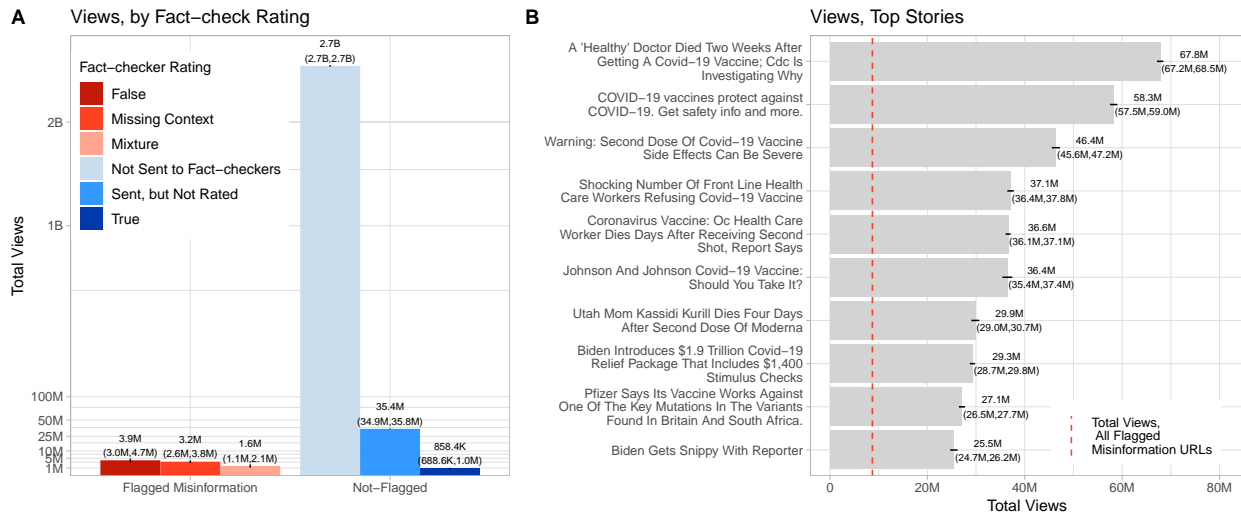 A
Views, by Fact−check Rating
2.7B
(2.7B,2.7B)
Fact−checker Rating
False
Missing Context
Mixture
Not Sent to Fact−checkers
Sent, but Not Rated
True
2B
1B
100M
50M
25M
10M
5M
1M
Total Views
3.9M
(3.0M,4.7M)
3.2M
(2.6M,3.8M)
1.6M
(1.1M,2.1M)
35.4M
(34.9M,35.8M)
858.4K
(688.6K,1.0M)
Flagged Misinformation
Not−Flagged
B
Views, Top Stories
A 'Healthy' Doctor Died Two Weeks After
Getting A Covid−19 Vaccine; Cdc Is
Investigating Why
67.8M
(67.2M,68.5M)
COVID−19 vaccines protect against
COVID−19. Get safety info and more.
58.3M
(57.5M,59.0M)
Warning: Second Dose Of Covid−19 Vaccine
Side Effects Can Be Severe
46.4M
(45.6M,47.2M)
Shocking Number Of Front Line Health
Care Workers Refusing Covid−19 Vaccine
37.1M
(36.4M,37.8M)
Coronavirus Vaccine: Oc Health Care
Worker Dies Days After Receiving Second
Shot, Report Says
36.6M
(36.1M,37.1M)
Johnson And Johnson Covid−19 Vaccine:
Should You Take It?
36.4M
(35.4M,37.4M)
Utah Mom Kassidi Kurill Dies Four Days
After Second Dose Of Moderna
29.9M
(29.0M,30.7M)
Biden Introduces $1.9 Trillion Covid−19
Relief Package That Includes $1,400
Stimulus Checks
29.3M
(28.7M,29.8M)
Pfizer Says Its Vaccine Works Against
One Of The Key Mutations In The Variants
Found In Britain And South Africa.
27.1M
(26.5M,27.7M)
Biden Gets Snippy With Reporter
25.5M
(24.7M,26.2M)
Total Views,
All Flagged
Misinformation URLs
0
20M
40M
60M
80M
Total Views